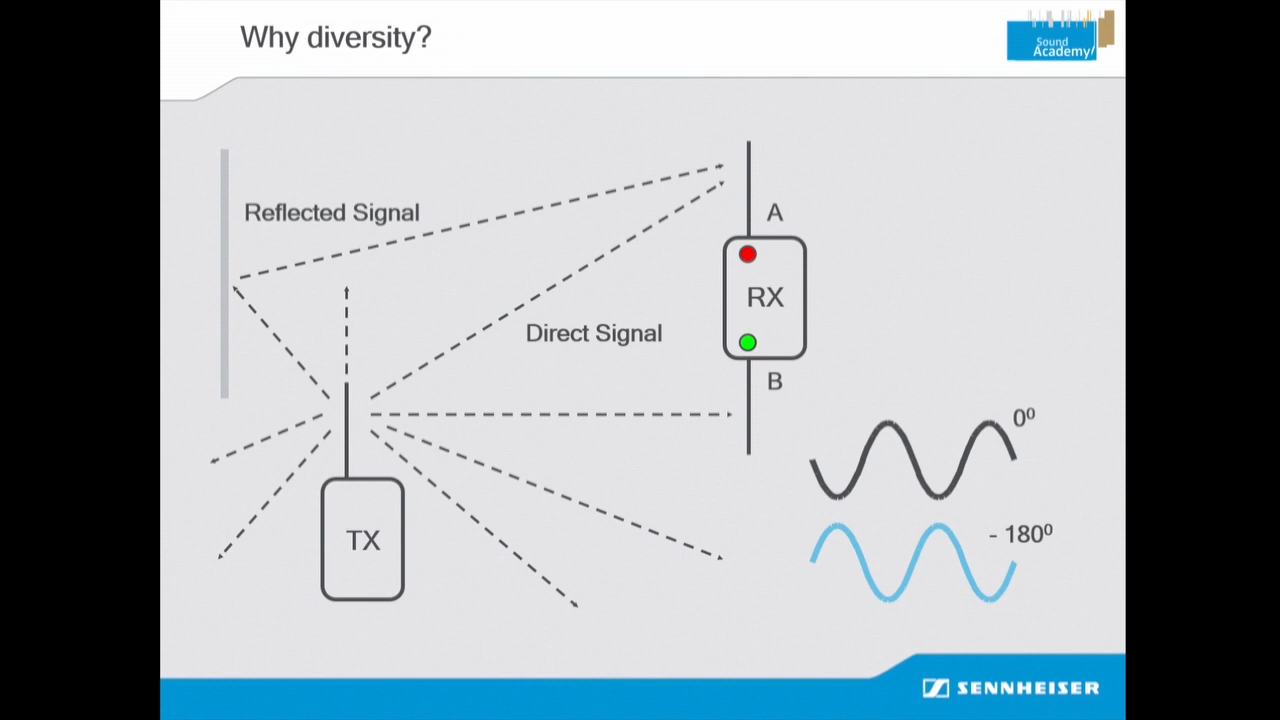 Why diversity?
Sound
Academy/
Reflected Signal
A
RX
Direct Signal
B
0⁰
- 180⁰
TX
SENNHEISER